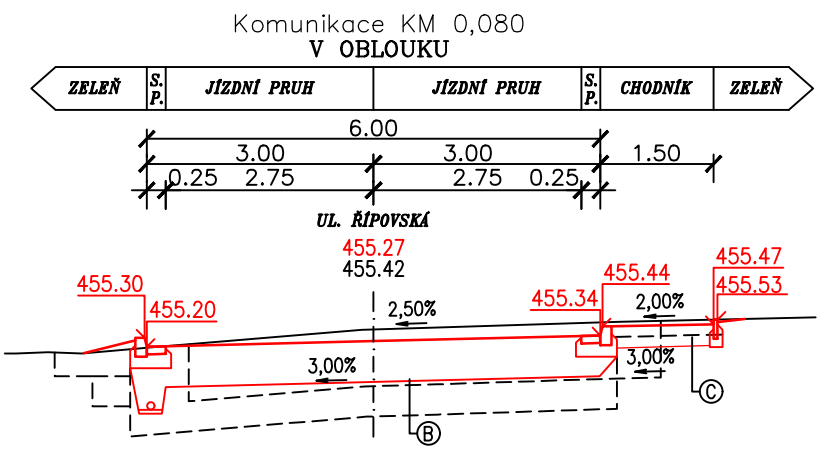 Komunikace KM 0,080
V OBLOUKU
ZELEŇ S. P. JÍZDNÍ PRUH JÍZDNÍ PRUH S. P. CHODNÍK ZELEŇ
6.00
3.00 3.00 1.50
0.25 2.75 2.75 0.25
UL. ŘÍPOVSKÁ
455.27
455.42
455.30
455.20
455.34
455.44
455.47
455.53
2,50%
2,00%
3,00%
3,00%
B
C